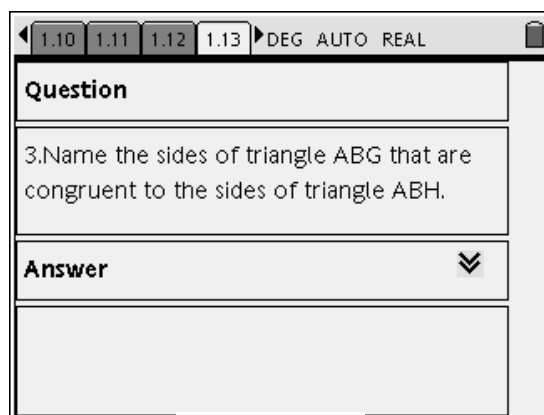 1.10 1.11 1.12 1.13 DEG AUTO REAL
Question
3.Name the sides of triangle ABG that are
congruent to the sides of triangle ABH.
Answer